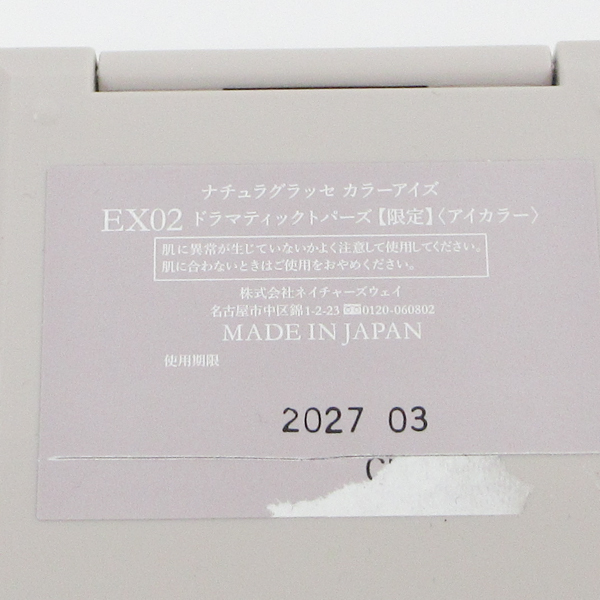 ナチュラグラッセ カラーアイズ
EX02 ドラマティックトパーズ【限定】〈アイカラー〉
肌に異常が生じていないかよく注意して使用してください。
肌に合わないときはご使用をおやめください。
株式会社ネイチャーズウェイ
名古屋市中区錦1-2-23 0120-060802
MADE IN JAPAN
使用期限
2027 03